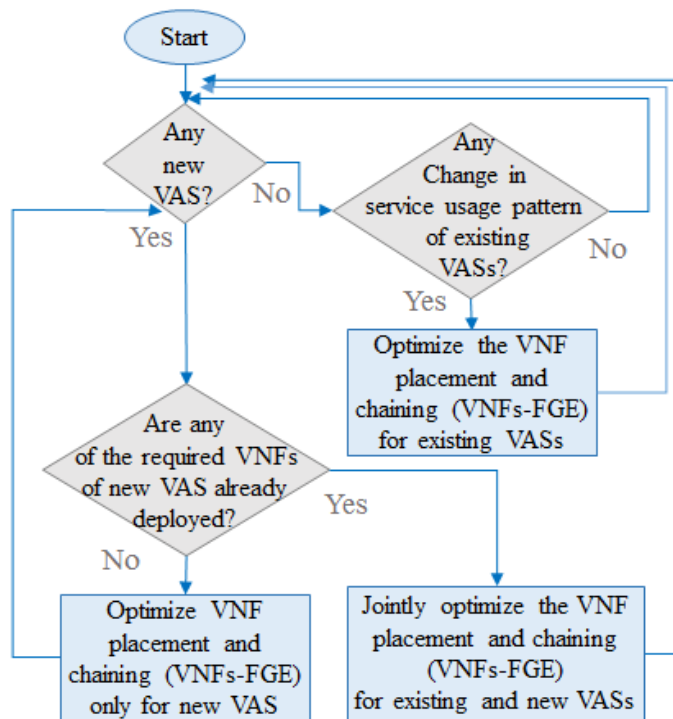 Start
Any
new
VAS?
No
Yes
Any
Change in
service usage pattern
of existing
VASs?
No
Yes
Optimize the VNF
placement and
chaining (VNFs-FGE)
for existing VASs
Are any
of the required VNFs
of new VAS already
deployed?
Yes
No
Optimize VNF
placement and
chaining (VNFs-FGE)
only for new VAS
Jointly optimize the VNF
placement and chaining
(VNFs-FGE)
for existing and new VASs